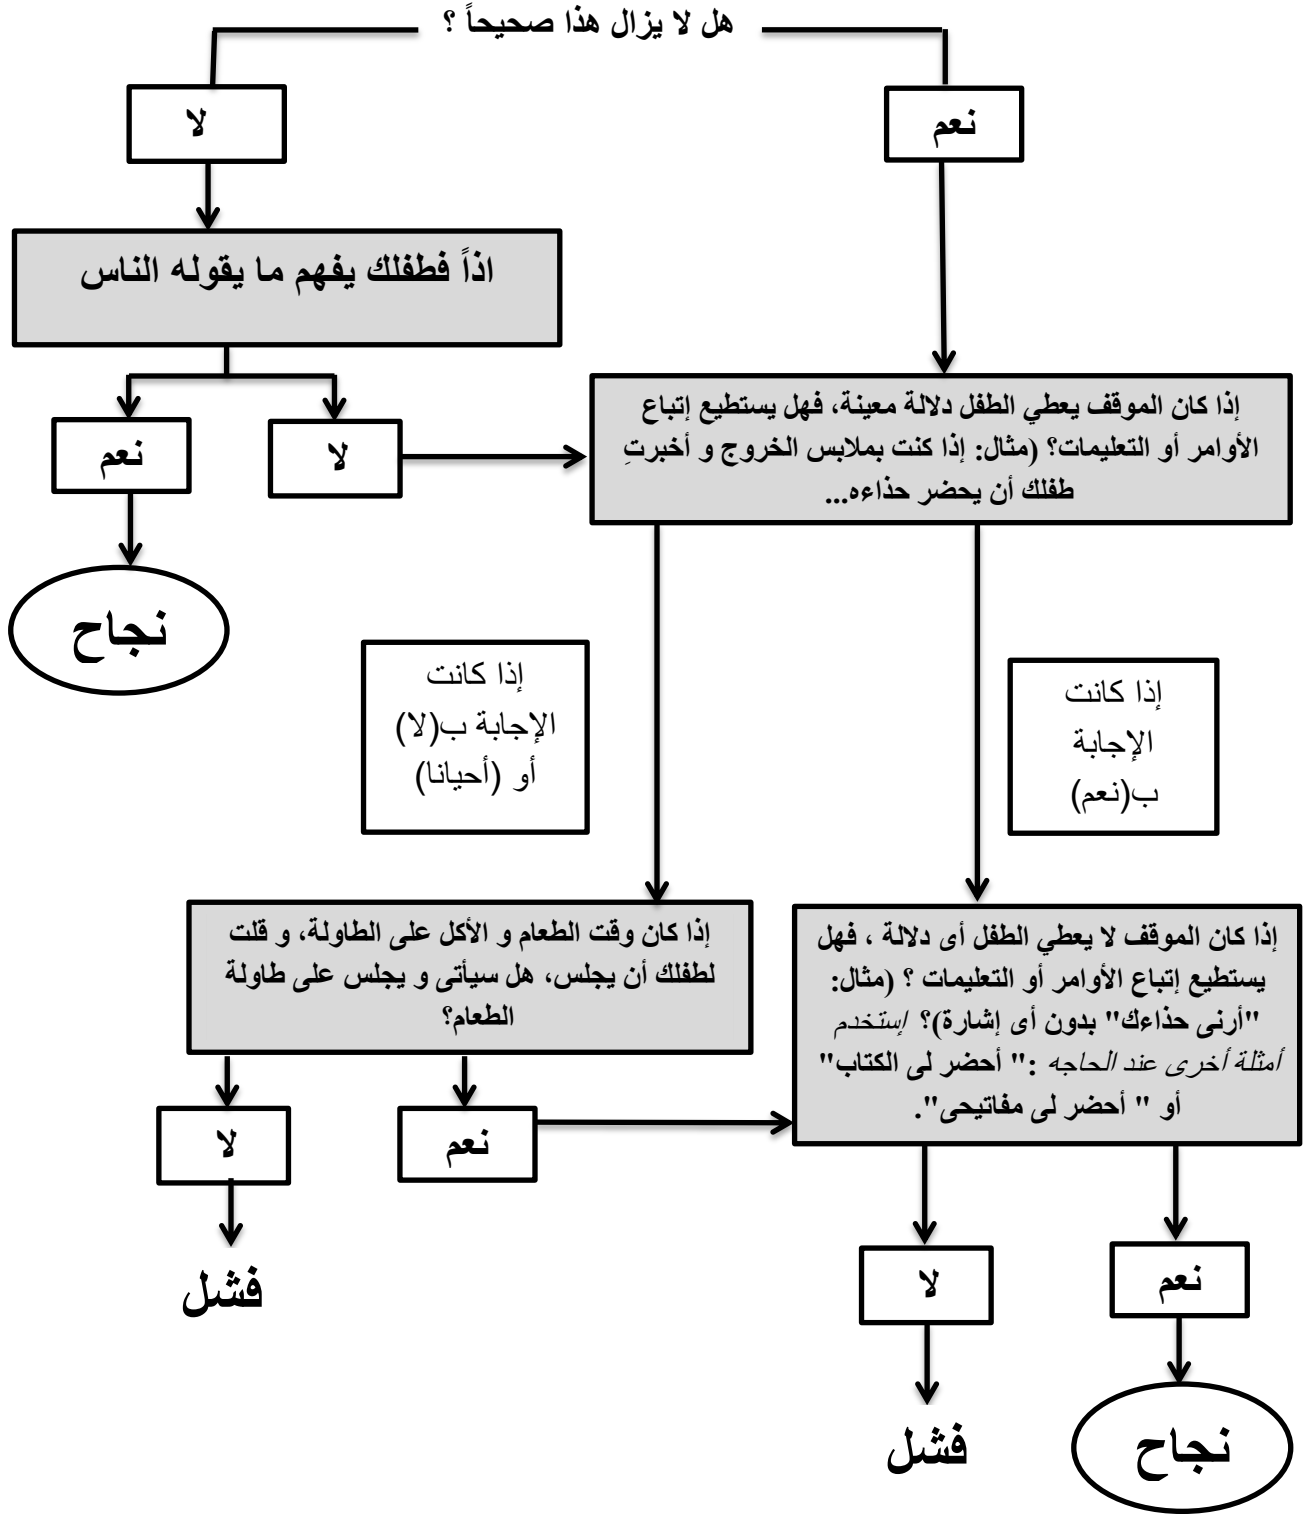 هل لا يزال هذا صحيحاً ؟
لا
نعم
اذاً فطفلك يفهم ما يقوله الناس
نعم
لا
إذا كان الموقف يعطي الطفل دلالة معينة، فهل يستطيع إتباع
الأوامر أو التعليمات؟ (مثال: إذا كنت بملابس الخروج و أخبرتِ
طفلك أن يحضر حذاءه...
نجاح
إذا كانت
الإجابة ب(لا)
أو (أحيانا)
إذا كانت
الإجابة
ب(نعم)
إذا كان وقت الطعام و الأكل على الطاولة، و قلت
لطفلك أن يجلس، هل سيأتى و يجلس على طاولة
الطعام؟
إذا كان الموقف لا يعطي الطفل أى دلالة ، فهل
يستطيع إتباع الأوامر أو التعليمات ؟ (مثال:
"أرنى حذاءك" بدون أى إشارة)؟ إستخدم
أمثلة أخرى عند الحاجه :" أحضر لى الكتاب"
أو " أحضر لى مفاتيحى".
لا
نعم
فشل
لا
نعم
فشل
نجاح